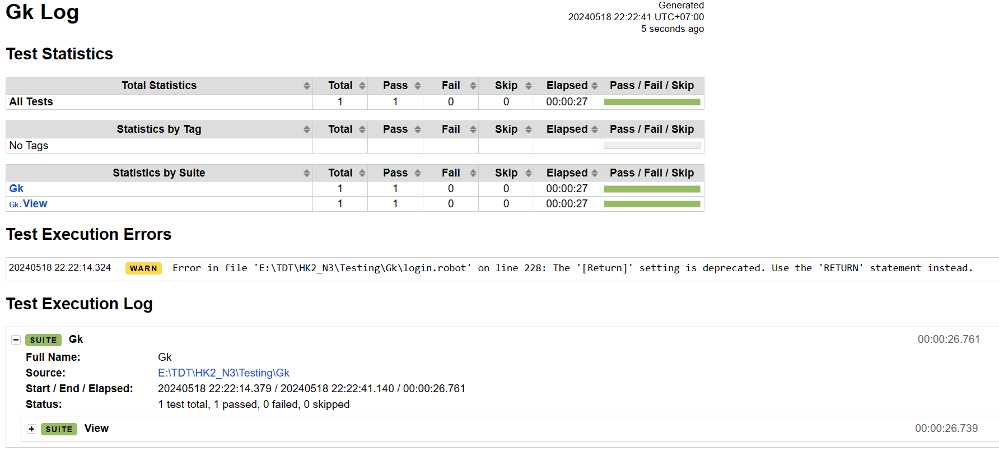 Gk Log
Generated
20240518 22:22:41 UTC+07:00
5 seconds ago
Test Statistics
Total Statistics Total Pass Fail Skip Elapsed Pass / Fail / Skip
All Tests 1 1 0 0 00:00:27
Statistics by Tag Total Pass Fail Skip Elapsed Pass / Fail / Skip
No Tags
Statistics by Suite Total Pass Fail Skip Elapsed Pass / Fail / Skip
Gk 1 1 0 0 00:00:27
Gk.View 1 1 0 0 00:00:27
Test Execution Errors
20240518 22:22:14.324 WARN Error in file 'E:\TDT\HK2_N3\Testing\Gk\login.robot' on line 228: The '[Return]' setting is deprecated. Use the 'RETURN' statement instead.
Test Execution Log
SUITE Gk 00:00:26.761
Full Name: Gk
Source: E:\TDT\HK2_N3\Testing\Gk
Start / End / Elapsed: 20240518 22:22:14.379 / 20240518 22:22:41.140 / 00:00:26.761
Status: 1 test total, 1 passed, 0 failed, 0 skipped
SUITE View 00:00:26.739